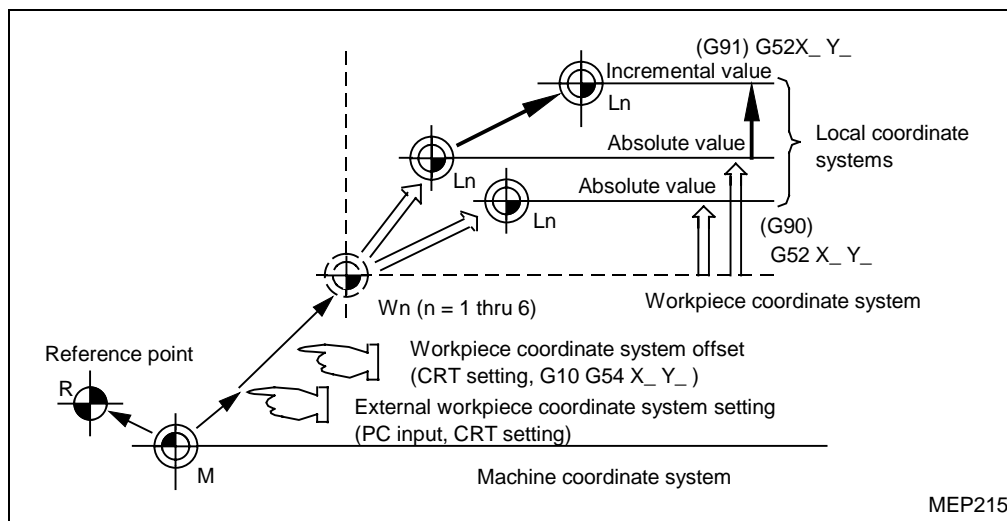 (G91) G52X_ Y_
Incremental value
Ln
Local coordinate
systems
Absolute value
Ln
Absolute value
Ln
(G90)
G52 X_ Y_
Wn (n = 1 thru 6)
Workpiece coordinate system
Reference point
R
Workpiece coordinate system offset
(CRT setting, G10 G54 X_ Y_ )
External workpiece coordinate system setting
(PC input, CRT setting)
M
Machine coordinate system
MEP215